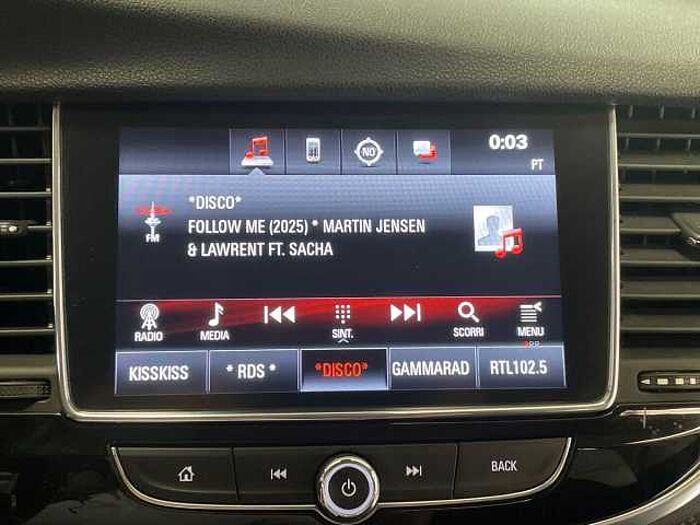 NO
0:03
PT
*DISCO*
FOLLOW ME (2025) * MARTIN JENSEN
& LAWRENT FT. SACHA
FM
RADIO
MEDIA
SINT.
SCORRI
MENU
KISSKISS
* RDS *
*DISCO*
GAMMARAD
RTL102.5
BACK